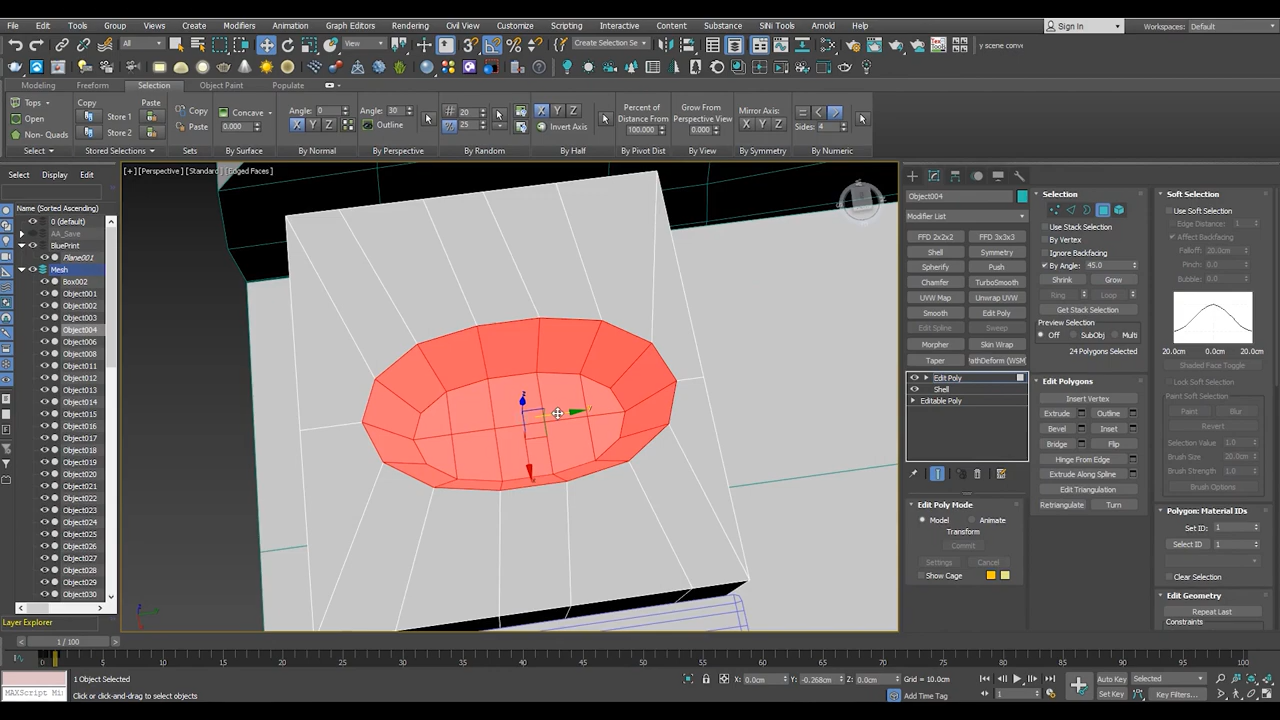 File Edit Tools Group Views Create Modifiers Animation Graph Editors Rendering Civil View Customize Scripting Interactive Content Substance SiNi Tools Arnold Help Sign In Workspaces: Default
All View Create Selection Se y scene conv
Modeling Freeform Selection Object Paint Populate
Tops Copy Paste Copy Concave Angle: 0 Angle: 30 # 20 X Y Z Percent of Grow From Mirror Axis:
Open Store 1 Paste Outline % 25 Invert Axis Distance From Perspective View X Y Z Sides: 4
Non-Quads Store 2 0.000 X Y Z 100.000 0.000
Select Stored Selections Sets By Surface By Normal By Perspective By Random By Half By Pivot Dist By View By Symmetry By Numeric
Select Display Edit
[+] [Perspective ] [Standard ] [Edged Faces ]
Name (Sorted Ascending)
0 (default)
AA_Save
BluePrint
Plane001
Mesh
Box002
Object001
Object002
Object003
Object004
Object006
Object008
Object011
Object012
Object013
Object014
Object015
Object016
Object017
Object018
Object019
Object021
Object022
Object023
Object024
Object025
Object026
Object027
Object028
Object029
Object030
Layer Explorer
Object004
Modifier List
FFD 2x2x2 FFD 3x3x3
Shell Symmetry
Spherify Push
Chamfer TurboSmooth
UVW Map Unwrap UVW
Smooth Edit Poly
Edit Spline Sweep
Morpher Skin Wrap
Taper PathDeform (WSM)
Edit Poly
Shell
Editable Poly
Edit Poly Mode
Model Animate
Transform
Commit
Settings Cancel
Show Cage
Selection
Use Stack Selection
By Vertex
Ignore Backfacing
By Angle: 45.0
Shrink Grow
Ring Loop
Get Stack Selection
Preview Selection
Off SubObj Multi
24 Polygons Selected
Edit Polygons
Insert Vertex
Extrude Outline
Bevel Inset
Bridge Flip
Hinge From Edge
Extrude Along Spline
Edit Triangulation
Retriangulate Turn
Soft Selection
Use Soft Selection
Edge Distance: 1
Affect Backfacing
Falloff: 20.0cm
Pinch: 0.0
Bubble: 0.0
20.0cm 0.0cm 20.0cm
Shaded Face Toggle
Lock Soft Selection
Paint Soft Selection
Paint Blur
Revert
Selection Value 1.0
Brush Size 20.0cm
Brush Strength 1.0
Brush Options
Polygon: Material IDs
Set ID: 1
Select ID 1
Clear Selection
Edit Geometry
Repeat Last
Constraints
1 / 100
0 5 10 15 20 25 30 35 40 45 50 55 60 65 70 75 80 85 90 95 100
1 Object Selected X: 0.0cm Y: -0.268cm Z: 0.0cm Grid = 10.0cm Auto Key Selected
MAXScript Mi Click or click-and-drag to select objects Add Time Tag 1 Set Key Key Filters...